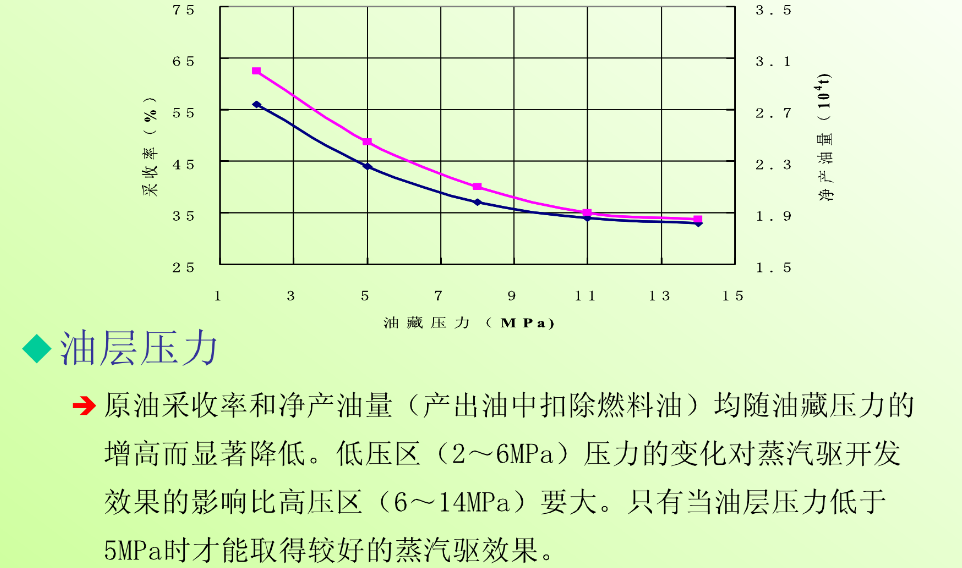 75
65
55
45
35
25
采收率（%）
3.5
3.1
2.7
2.3
1.9
1.5
净产油量（10⁴t)
1 3 5 7 9 11 13 15
油藏压力（MPa)
油层压力
原油采收率和净产油量（产出油中扣除燃料油）均随油藏压力的
增高而显著降低。低压区（2～6MPa）压力的变化对蒸汽驱开发
效果的影响比高压区（6～14MPa）要大。只有当油层压力低于
5MPa时才能取得较好的蒸汽驱效果。